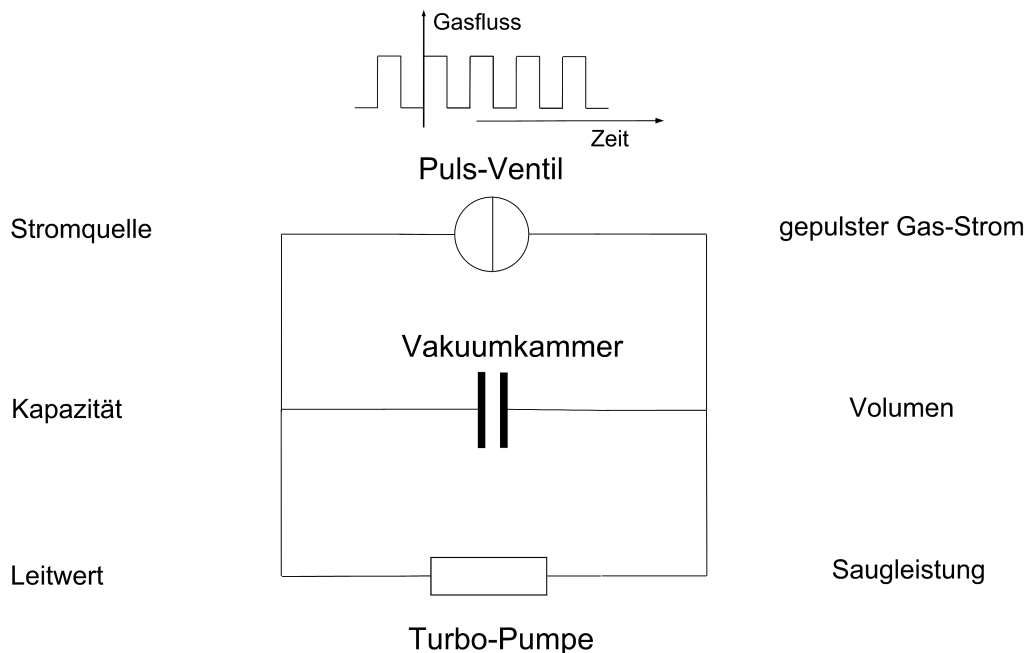 Gasfluss
Zeit
Puls-Ventil
Stromquelle
gepulster Gas-Strom
Vakuumkammer
Kapazität
Volumen
Leitwert
Saugleistung
Turbo-Pumpe